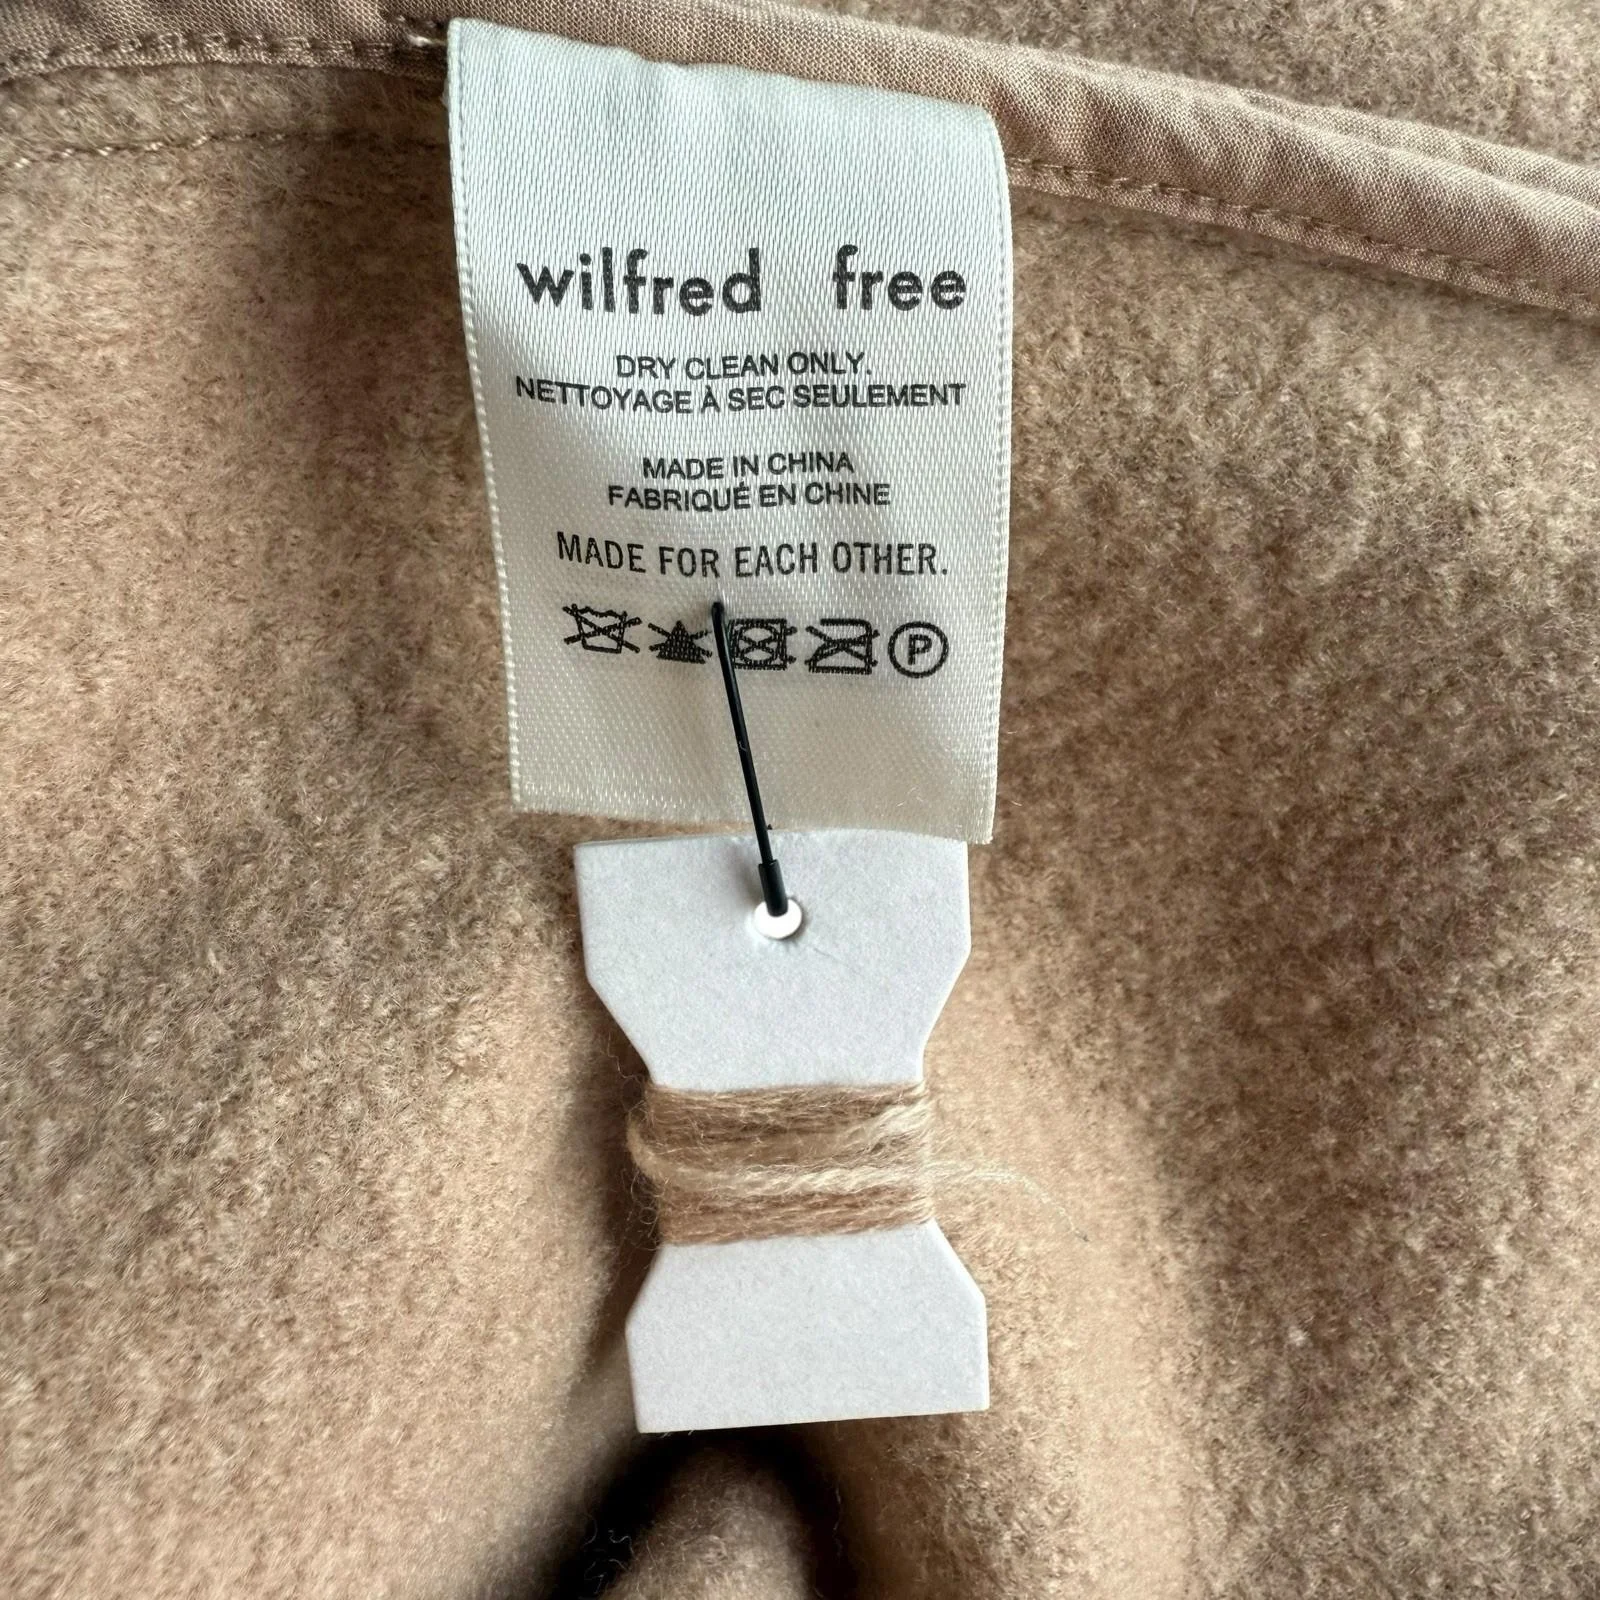 wilfred free
DRY CLEAN ONLY.
NETTOYAGE À SEC SEULEMENT
MADE IN CHINA
FABRIQUÉ EN CHINE
MADE FOR EACH OTHER.
P